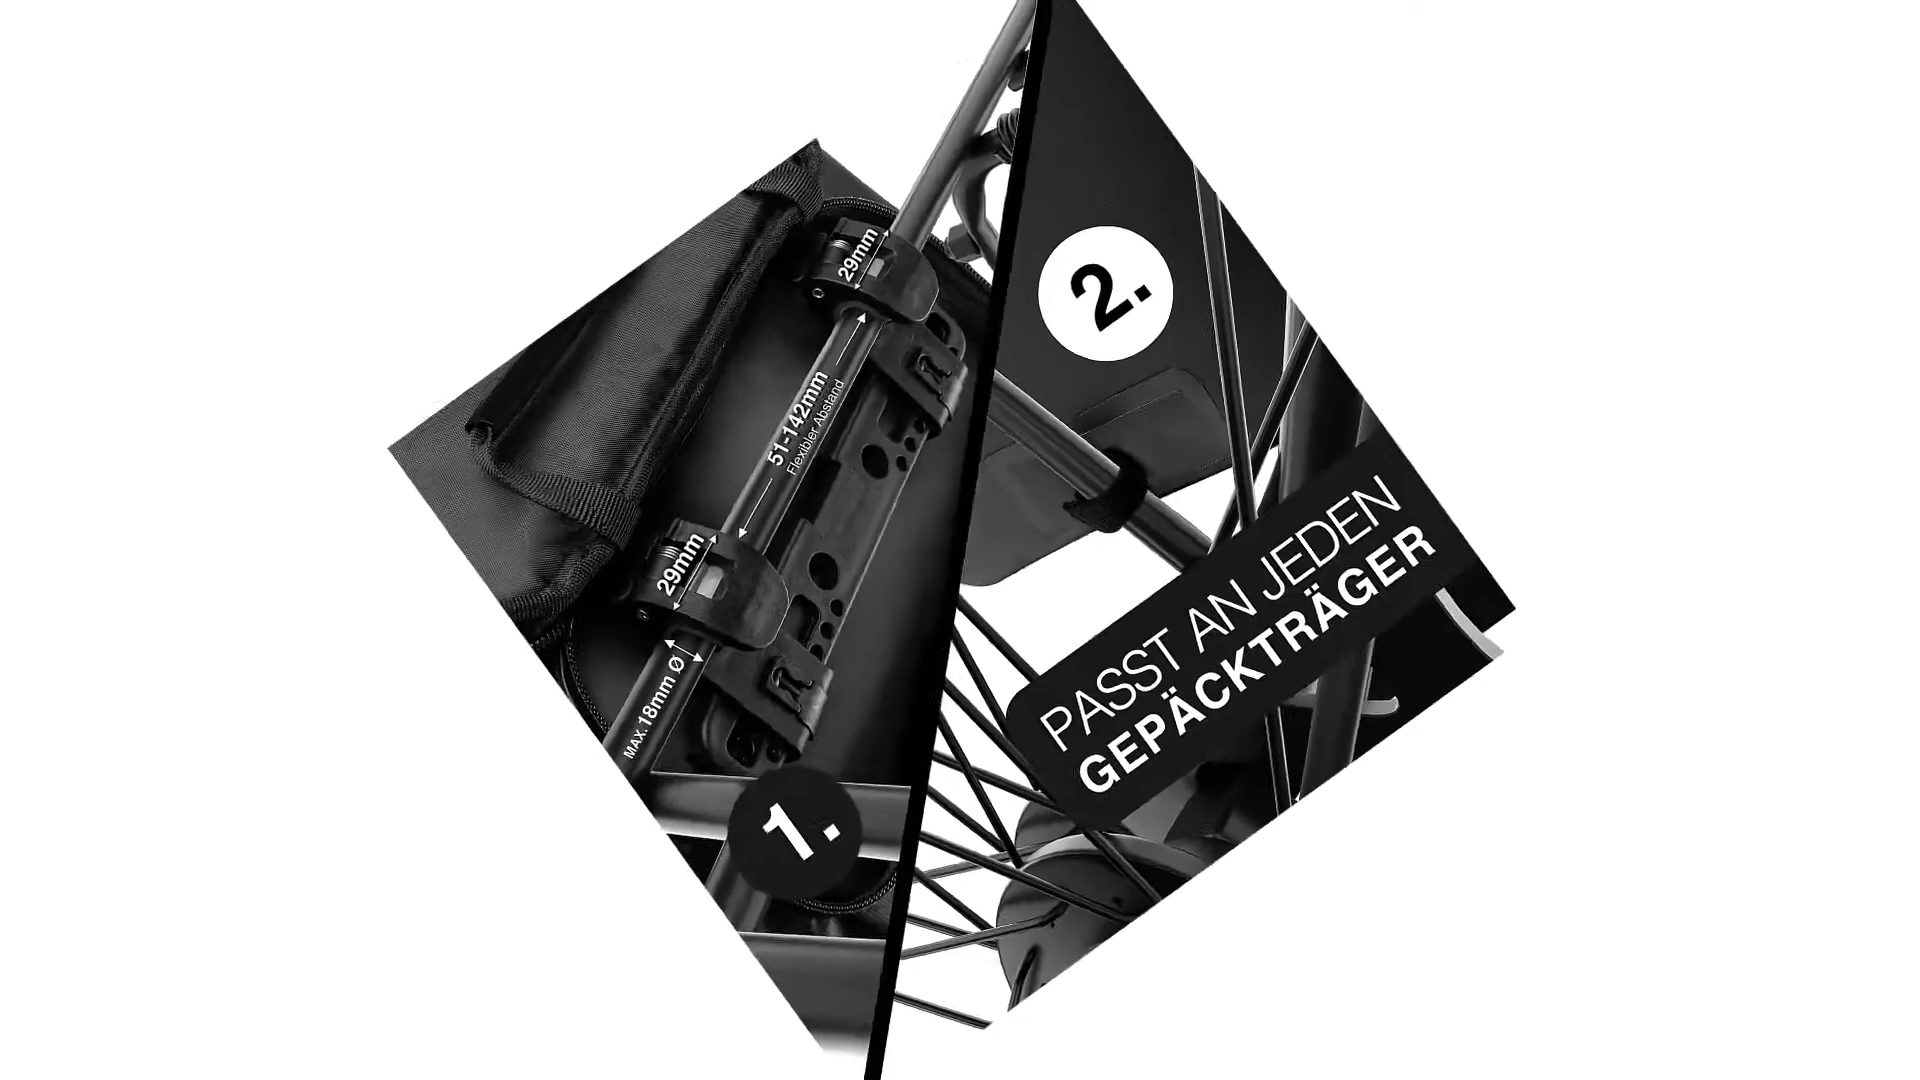 29mm
51-142mm
Flexibler Abstand
29mm
MAX. 18mm Ø
1.
2.
PASST AN JEDEN
GEPÄCKTRÄGER